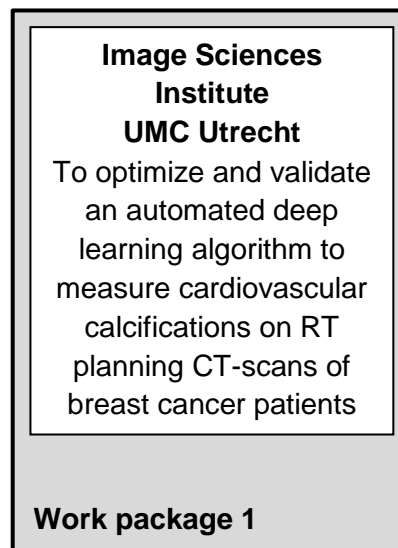 Image Sciences
Institute
UMC Utrecht
To optimize and validate
an automated deep
learning algorithm to
measure cardiovascular
calcifications on RT
planning CT-scans of
breast cancer patients
Work package 1